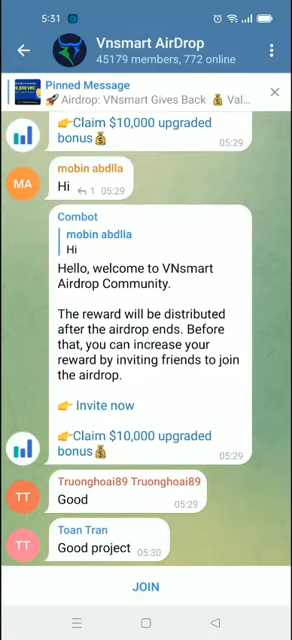 5:31
Vnsmart AirDrop
45179 members, 772 online
Pinned Message
🚀 Airdrop: VNsmart Gives Back 💰 Val...
👉Claim $10,000 upgraded
bonus💰
05:29
MA
mobin abdlla
Hi
1 05:29
Combot
mobin abdlla
Hi
Hello, welcome to VNsmart
Airdrop Community.
The reward will be distributed
after the airdrop ends. Before
that, you can increase your
reward by inviting friends to join
the airdrop.
👉 Invite now
👉Claim $10,000 upgraded
bonus💰
05:29
TT
Truonghoai89 Truonghoai89
Good
05:29
TT
Toan Tran
Good project
05:30
JOIN